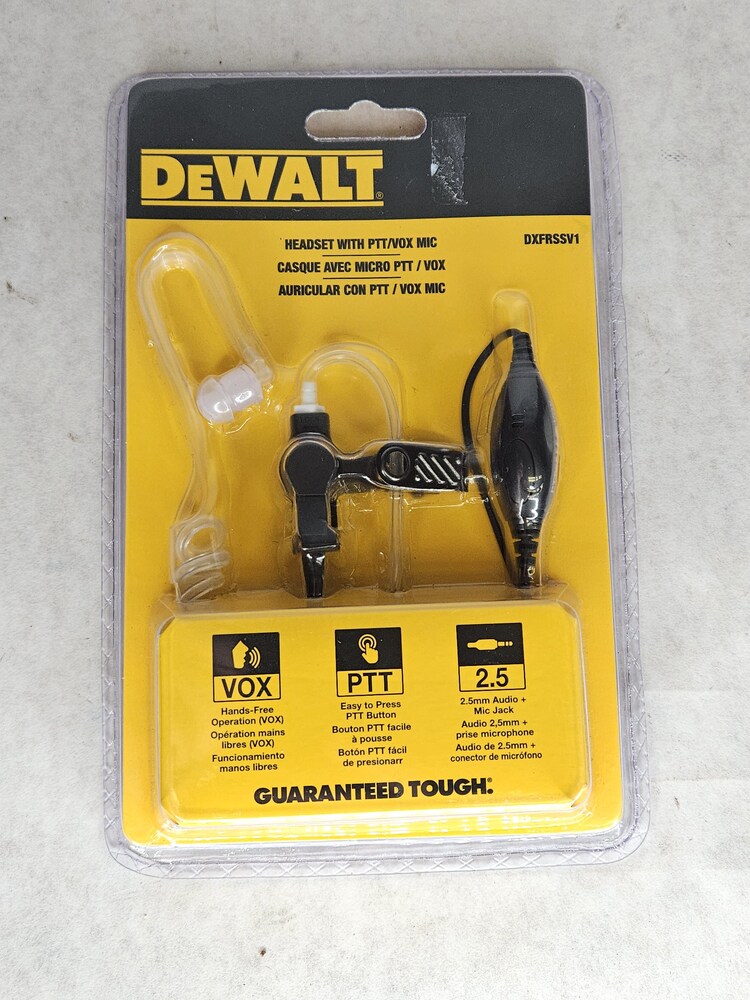 DEWALT®
HEADSET WITH PTT/VOX MIC
DXFRSSV1
CASQUE AVEC MICRO PTT / VOX
AURICULAR CON PTT / VOX MIC
VOX
Hands-Free
Operation (VOX)
Opération mains
libres (VOX)
Funcionamiento
manos libres
PTT
Easy to Press
PTT Button
Bouton PTT facile
à pousse
Botón PTT fácil
de presionarr
2.5
2.5mm Audio +
Mic Jack
Audio 2,5mm +
prise microphone
Audio de 2.5mm +
conector de micrófono
GUARANTEED TOUGH.®